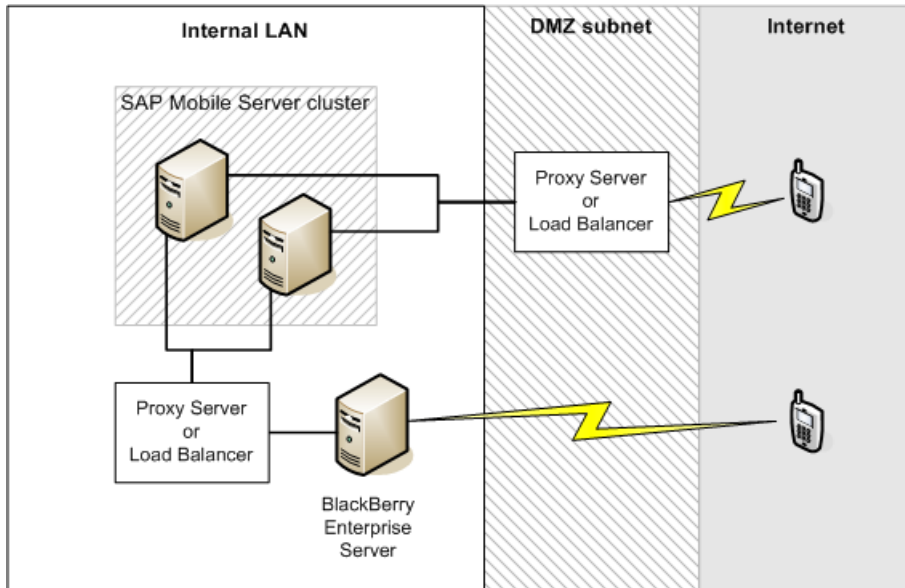 Internal LAN
DMZ subnet
Internet
SAP Mobile Server cluster
Proxy Server
or
Load Balancer
Proxy Server
or
Load Balancer
BlackBerry
Enterprise
Server